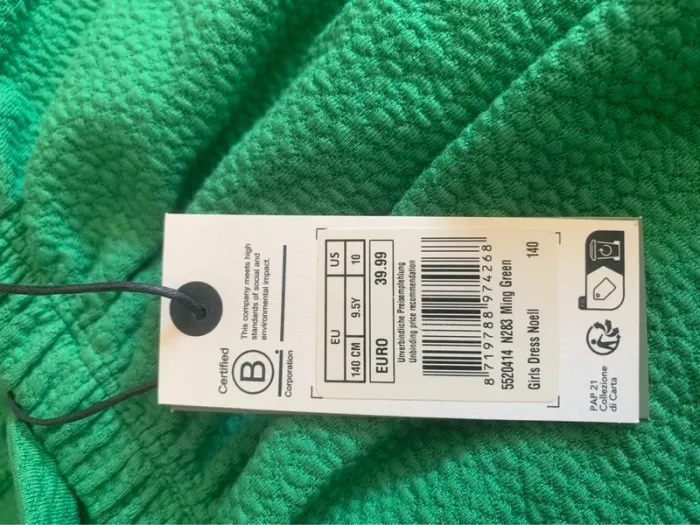 Certified
B
Corporation
This company meets high
standards of social and
environmental impact.
EU US
140 CM 9.5Y 10
EURO 39.99
Unverbindliche Preisempfehlung
Unbinding price recommendation
8 719788 974268
5520414 N283 Ming Green
Girls Dress Noell 140
PAP 21
Collezione
di Carta